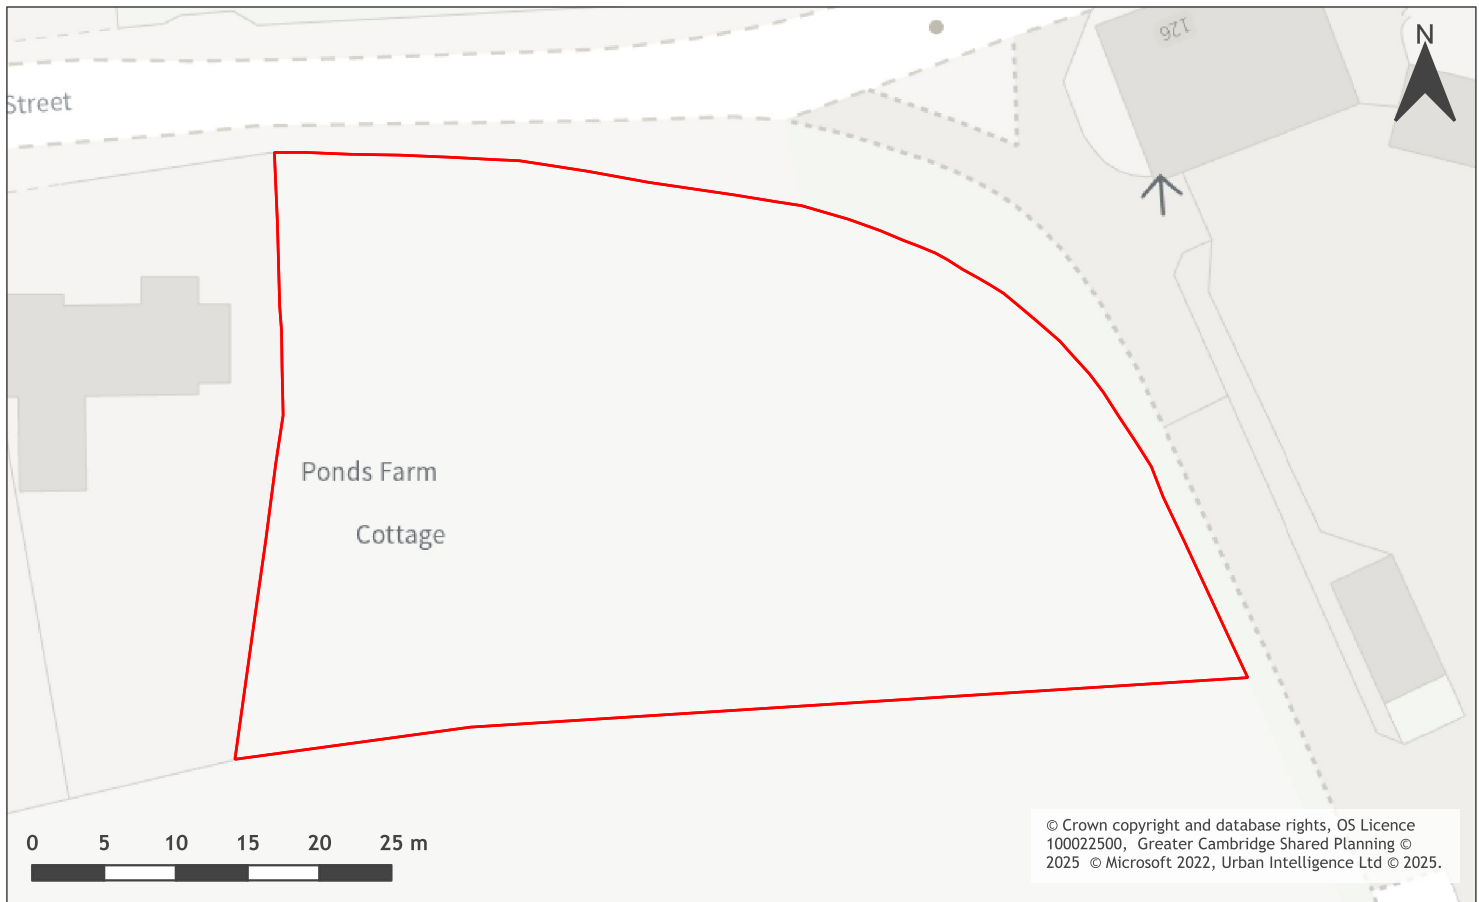 126
N
Street
Ponds Farm
Cottage
0 5 10 15 20 25 m
© Crown copyright and database rights, OS Licence
100022500, Greater Cambridge Shared Planning ©
2025 © Microsoft 2022, Urban Intelligence Ltd © 2025.